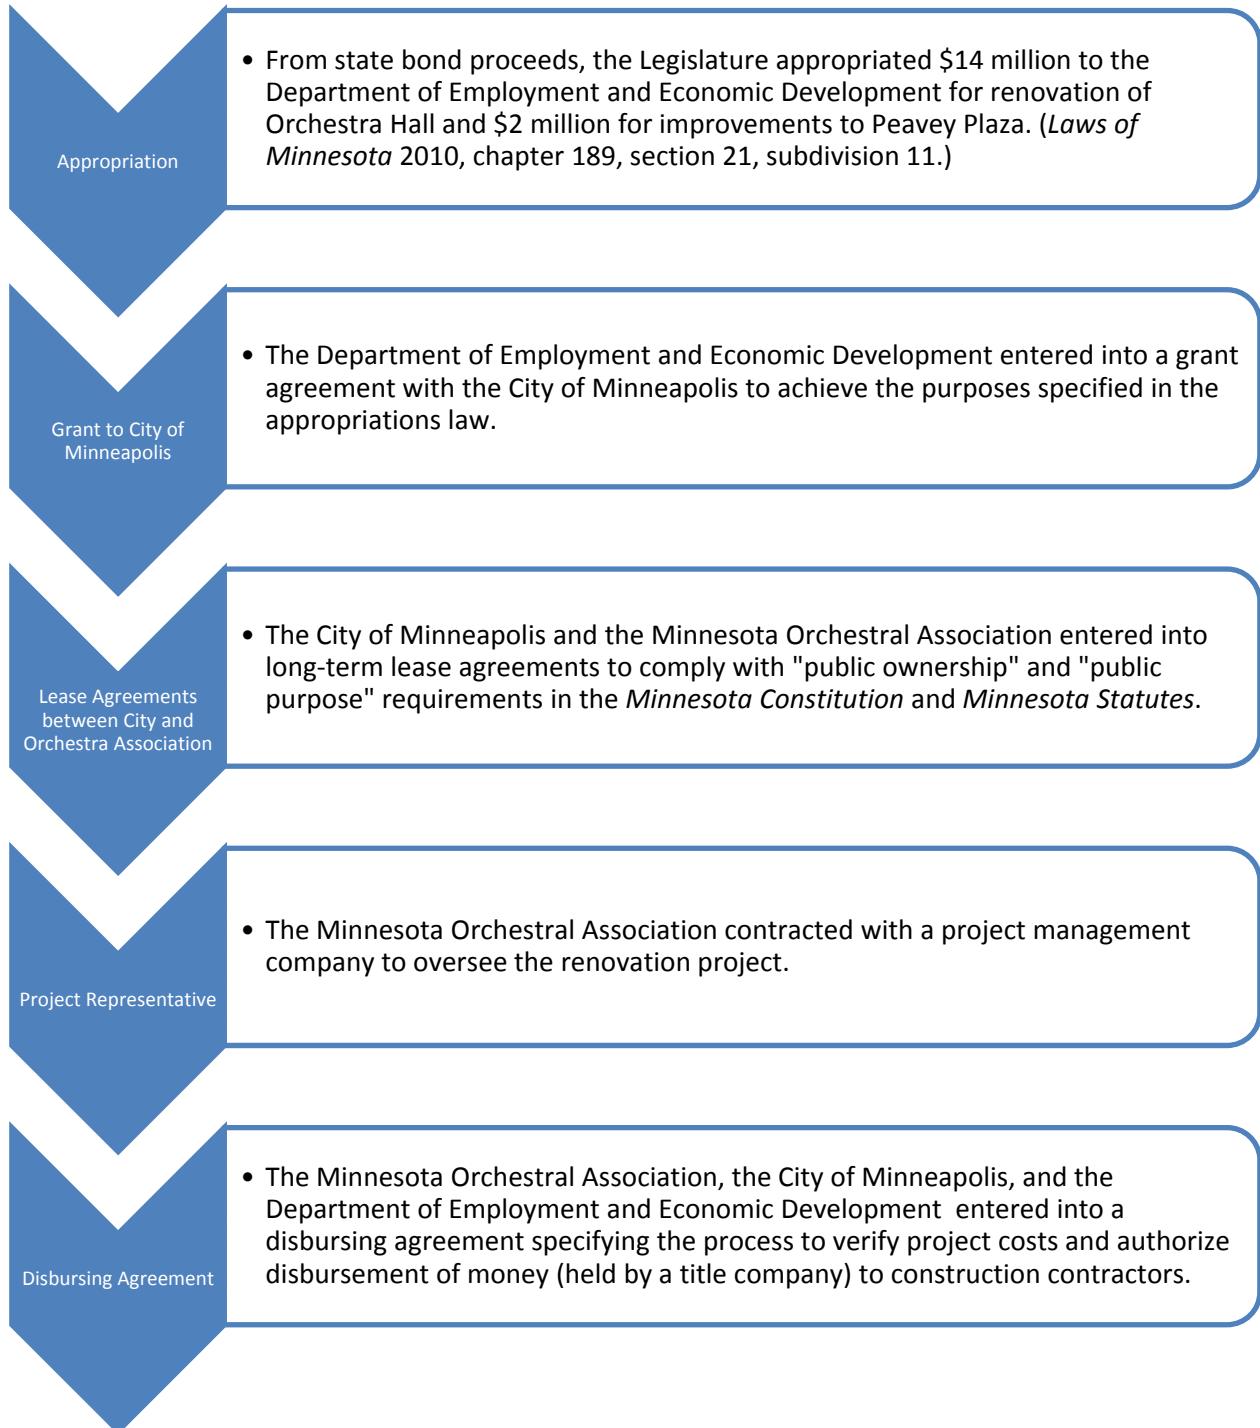 Appropriation
• From state bond proceeds, the Legislature appropriated $14 million to the
Department of Employment and Economic Development for renovation of
Orchestra Hall and $2 million for improvements to Peavey Plaza. (Laws of
Minnesota 2010, chapter 189, section 21, subdivision 11.)
Grant to City of
Minneapolis
• The Department of Employment and Economic Development entered into a grant
agreement with the City of Minneapolis to achieve the purposes specified in the
appropriations law.
Lease Agreements
between City and
Orchestra Association
• The City of Minneapolis and the Minnesota Orchestral Association entered into
long-term lease agreements to comply with "public ownership" and "public
purpose" requirements in the Minnesota Constitution and Minnesota Statutes.
Project Representative
• The Minnesota Orchestral Association contracted with a project management
company to oversee the renovation project.
Disbursing Agreement
• The Minnesota Orchestral Association, the City of Minneapolis, and the
Department of Employment and Economic Development  entered into a
disbursing agreement specifying the process to verify project costs and authorize
disbursement of money (held by a title company) to construction contractors.